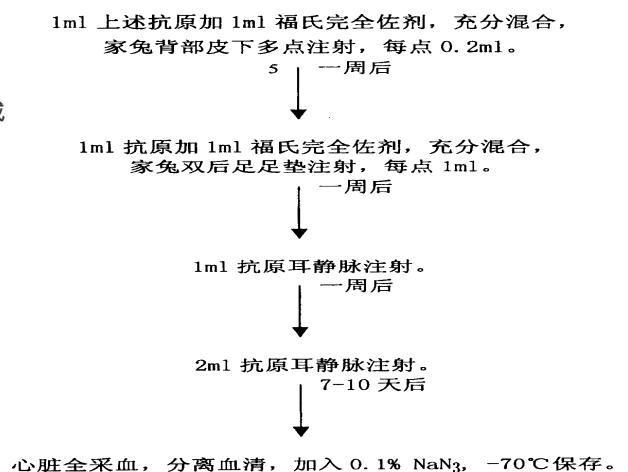 1ml 上述抗原加 1ml 福氏完全佐剂，充分混合，
家兔背部皮下多点注射，每点 0.2ml。
5 一周后
1ml 抗原加 1ml 福氏完全佐剂，充分混合，
家兔双后足足垫注射，每点 1ml。
一周后
1ml 抗原耳静脉注射。
一周后
2ml 抗原耳静脉注射。
7-10 天后
心脏全采血，分离血清，加入 0.1% NaN₃，-70℃保存。